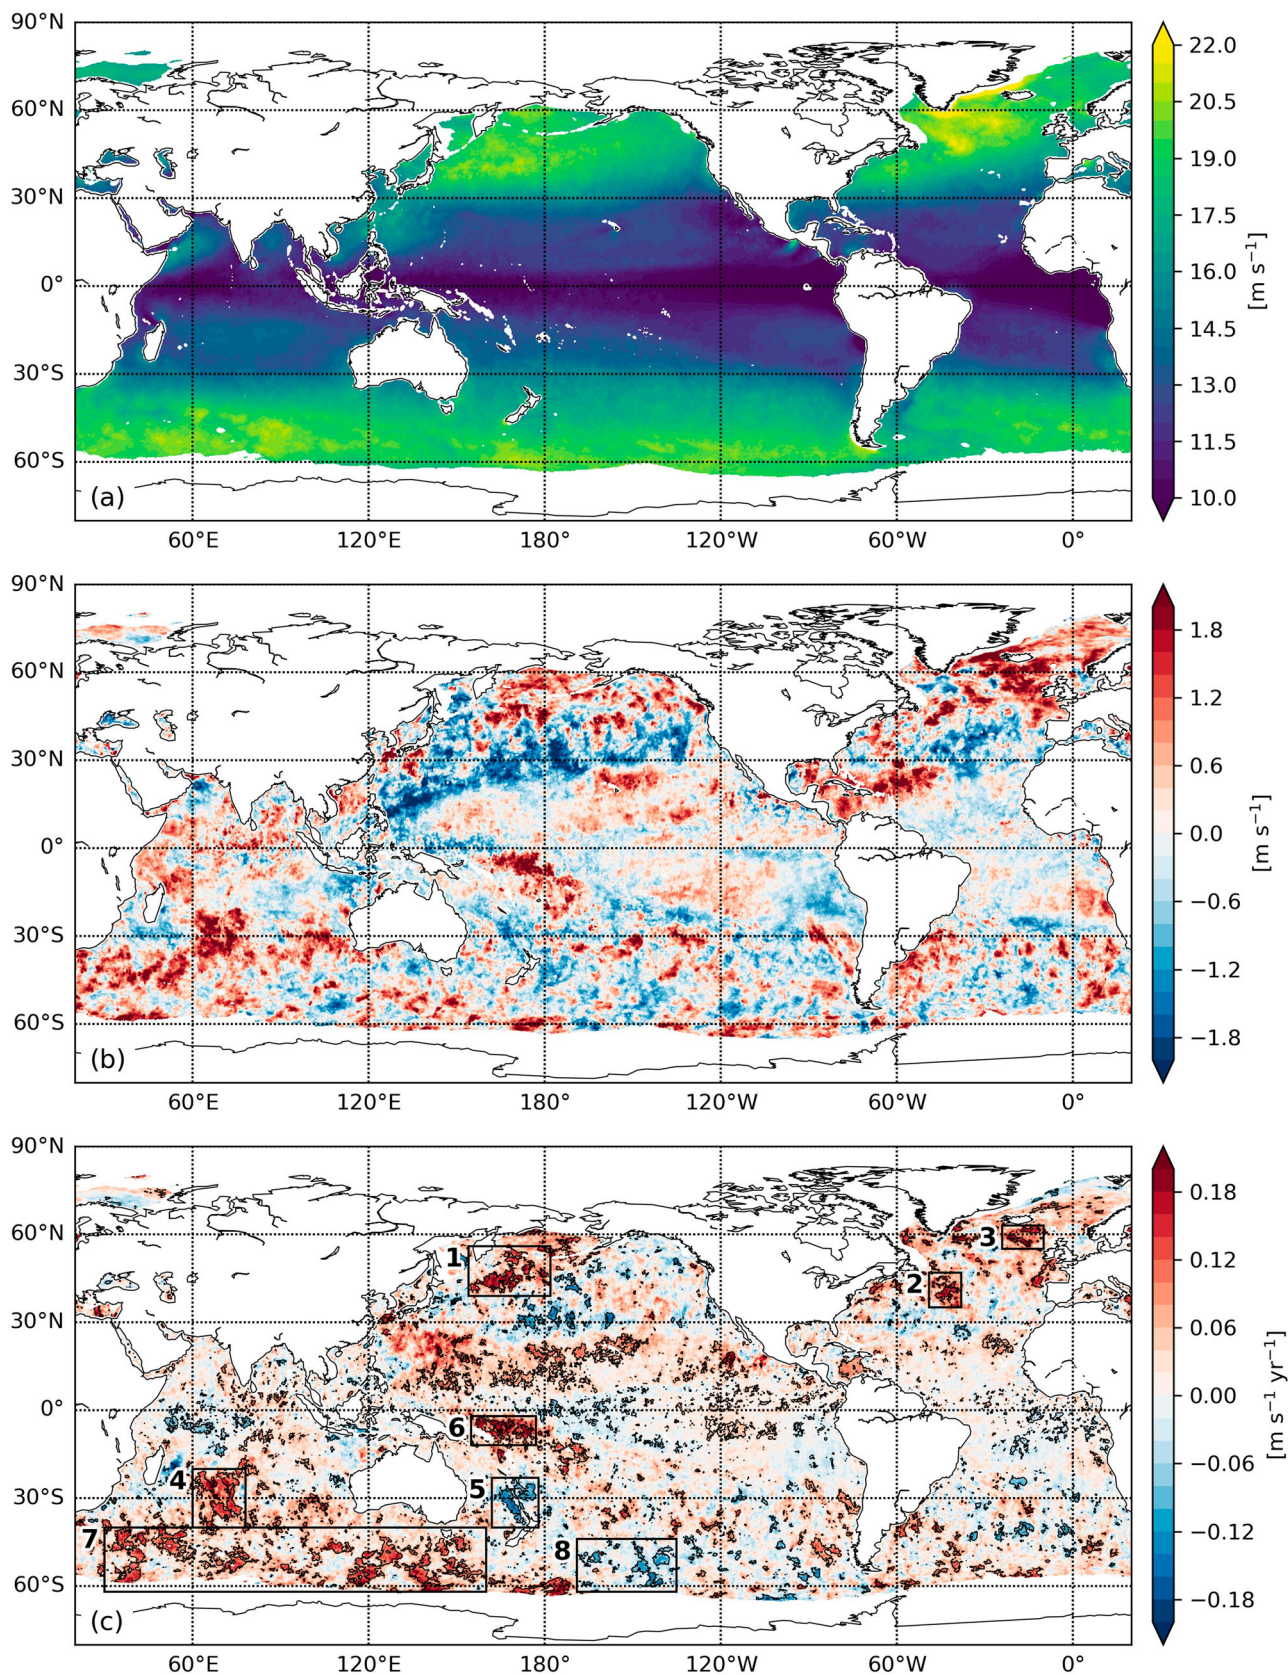 90°N
60°N
30°N
0°
30°S
60°S
(a)
60°E 120°E 180° 120°W 60°W 0°
22.0
20.5
19.0
17.5
16.0
14.5
13.0
11.5
10.0
[m s⁻¹]
90°N
60°N
30°N
0°
30°S
60°S
(b)
60°E 120°E 180° 120°W 60°W 0°
1.8
1.2
0.6
0.0
−0.6
−1.2
−1.8
[m s⁻¹]
90°N
60°N
30°N
0°
30°S
60°S
1
2
3
4
5
6
7
8
(c)
60°E 120°E 180° 120°W 60°W 0°
0.18
0.12
0.06
0.00
−0.06
−0.12
−0.18
[m s⁻¹ yr⁻¹]